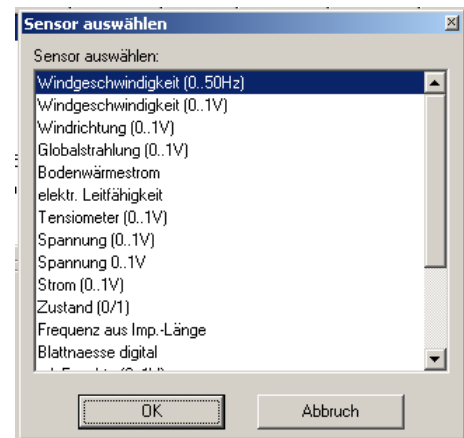 Sensor auswählen
Sensor auswählen:
Windgeschwindigkeit (0..50Hz)
Windgeschwindigkeit (0..1V)
Windrichtung (0..1V)
Globalstrahlung (0..1V)
Bodenwärmestrom
elektr. Leitfähigkeit
Tensiometer (0..1V)
Spannung (0..1V)
Spannung 0..1V
Strom (0..1V)
Zustand (0/1)
Frequenz aus Imp.-Länge
Blattnaesse digital
OK
Abbruch